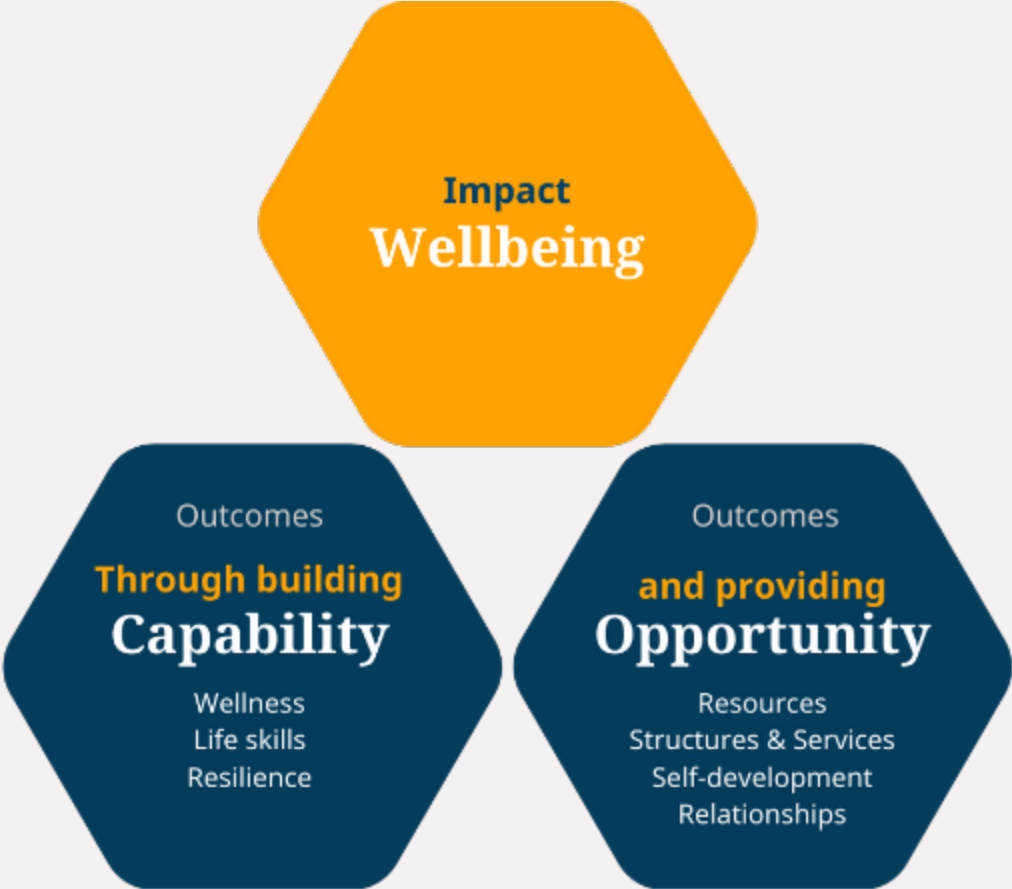 Impact
Wellbeing
Outcomes
Through building
Capability
Wellness
Life skills
Resilience
Outcomes
and providing
Opportunity
Resources
Structures & Services
Self-development
Relationships